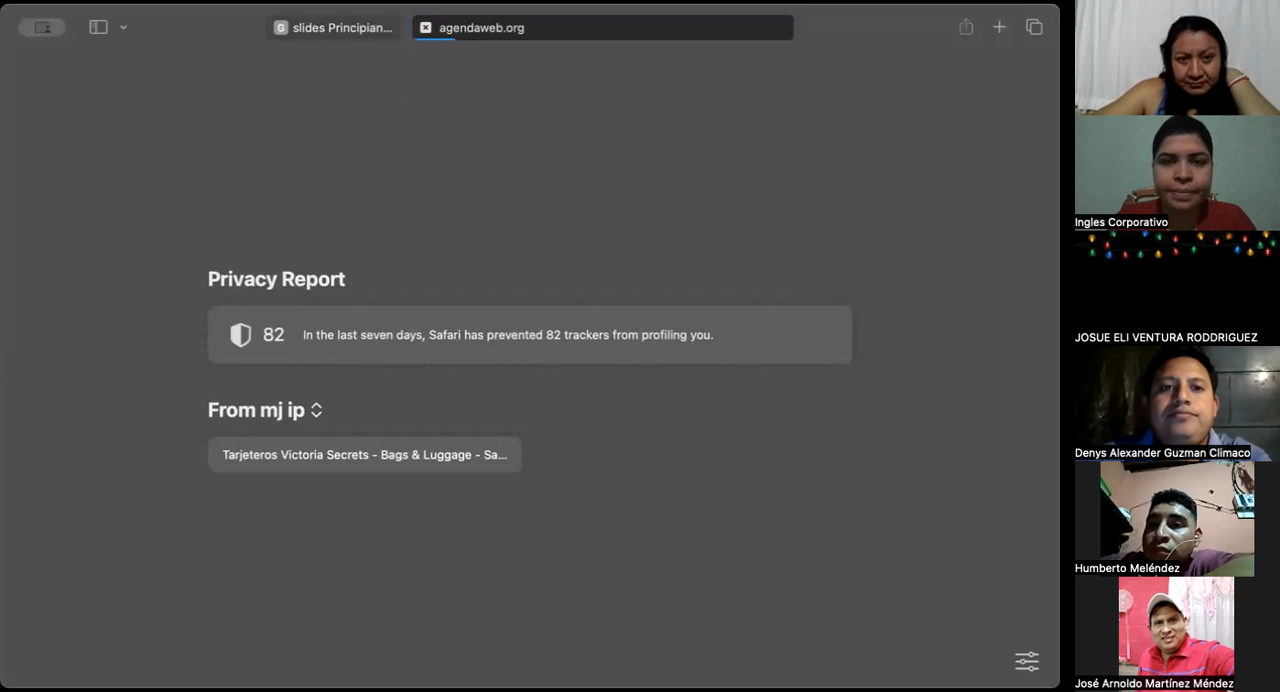 slides Principian...
agendaweb.org
Privacy Report
82
In the last seven days, Safari has prevented 82 trackers from profiling you.
From mj ip
Tarjeteros Victoria Secrets - Bags & Luggage - Sa...
Ingles Corporativo
JOSUE ELI VENTURA RODDRIGUEZ
Denys Alexander Guzman Climaco
Humberto Meléndez
José Arnoldo Martínez Méndez